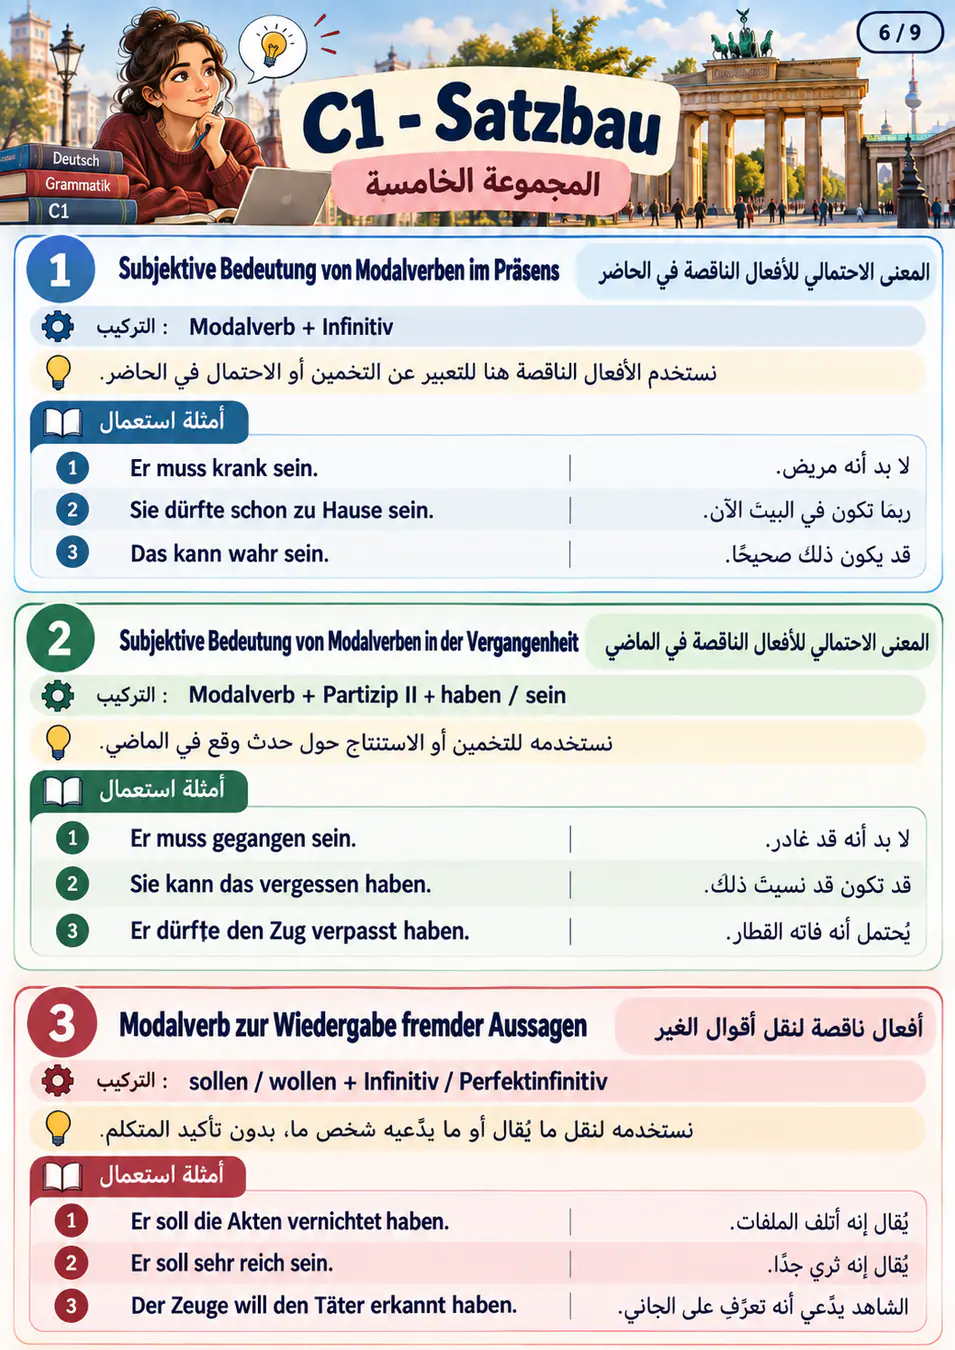 6 / 9
C1 - Satzbau
المجموعة الخامسة
Deutsch
Grammatik
C1
1 Subjektive Bedeutung von Modalverben im Präsens المعنى الاحتمالي للأفعال الناقصة في الحاضر
التركيب : Modalverb + Infinitiv
نستخدم الأفعال الناقصة هنا للتعبير عن التخمين أو الاحتمال في الحاضر.
أمثلة استعمال
1 Er muss krank sein. | لا بد أنه مريض.
2 Sie dürfte schon zu Hause sein. | ربمَا تكون في البيتَ الآن.
3 Das kann wahr sein. | قد يكون ذلكَ صحيحًا.
2 Subjektive Bedeutung von Modalverben in der Vergangenheit المعنى الاحتمالي للأفعال الناقصة في الماضي
التركيب : Modalverb + Partizip II + haben / sein
نستخدمه للتخمين أو الاستنتاج حول حدث وقع في الماضي.
أمثلة استعمال
1 Er muss gegangen sein. | لا بد أنه قد غادر.
2 Sie kann das vergessen haben. | قد تكون قد نسيتَ ذلكَ.
3 Er dürfte den Zug verpasst haben. | يُحتمل أنه فاته القطار.
3 Modalverb zur Wiedergabe fremder Aussagen أفعال ناقصة لنقل أقوال الغير
التركيب : sollen / wollen + Infinitiv / Perfektinfinitiv
نستخدمه لنقل ما يُقال أو ما يدَّعيه شخص ما، بدون تأكيد المتكلم.
أمثلة استعمال
1 Er soll die Akten vernichtet haben. | يُقال إنه أتلف الملفات.
2 Er soll sehr reich sein. | يُقال إنه ثري جدًا.
3 Der Zeuge will den Täter erkannt haben. | الشاهد يدَّعي أنه تعرَّفِ على الجاني.